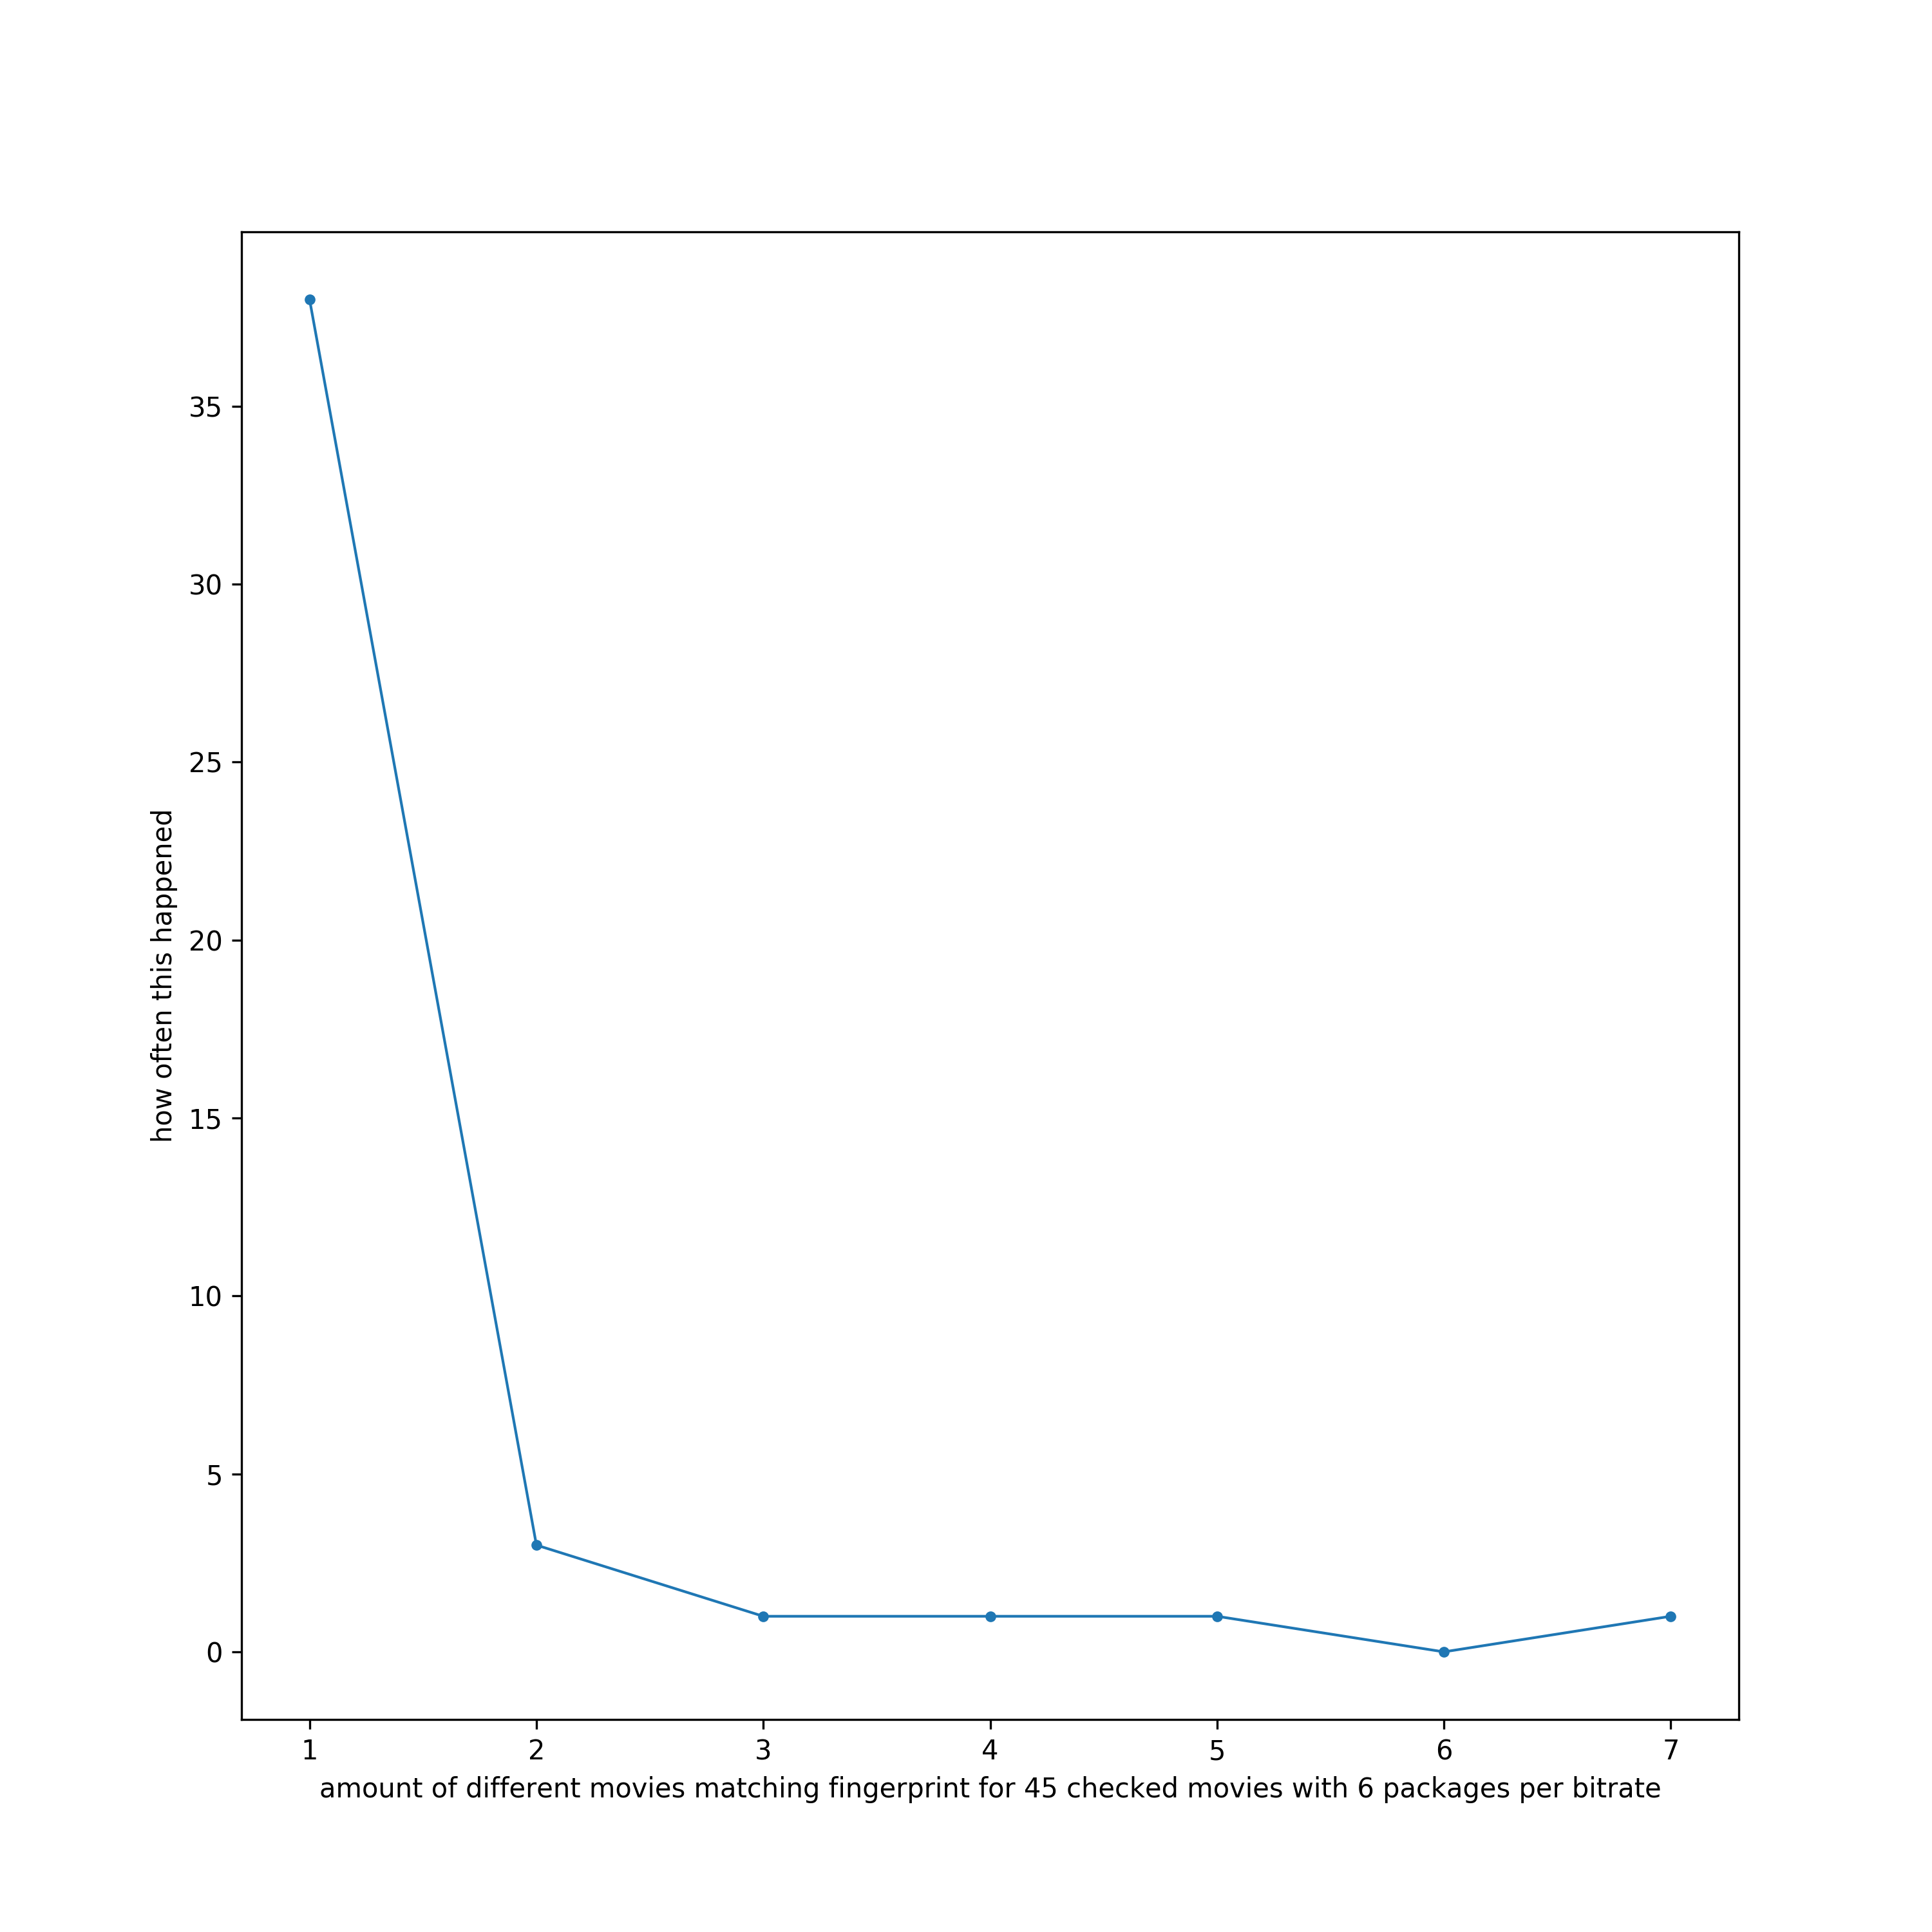 35
30
25
20
15
10
5
0
how often this happened
1 2 3 4 5 6 7
amount of different movies matching fingerprint for 45 checked movies with 6 packages per bitrate